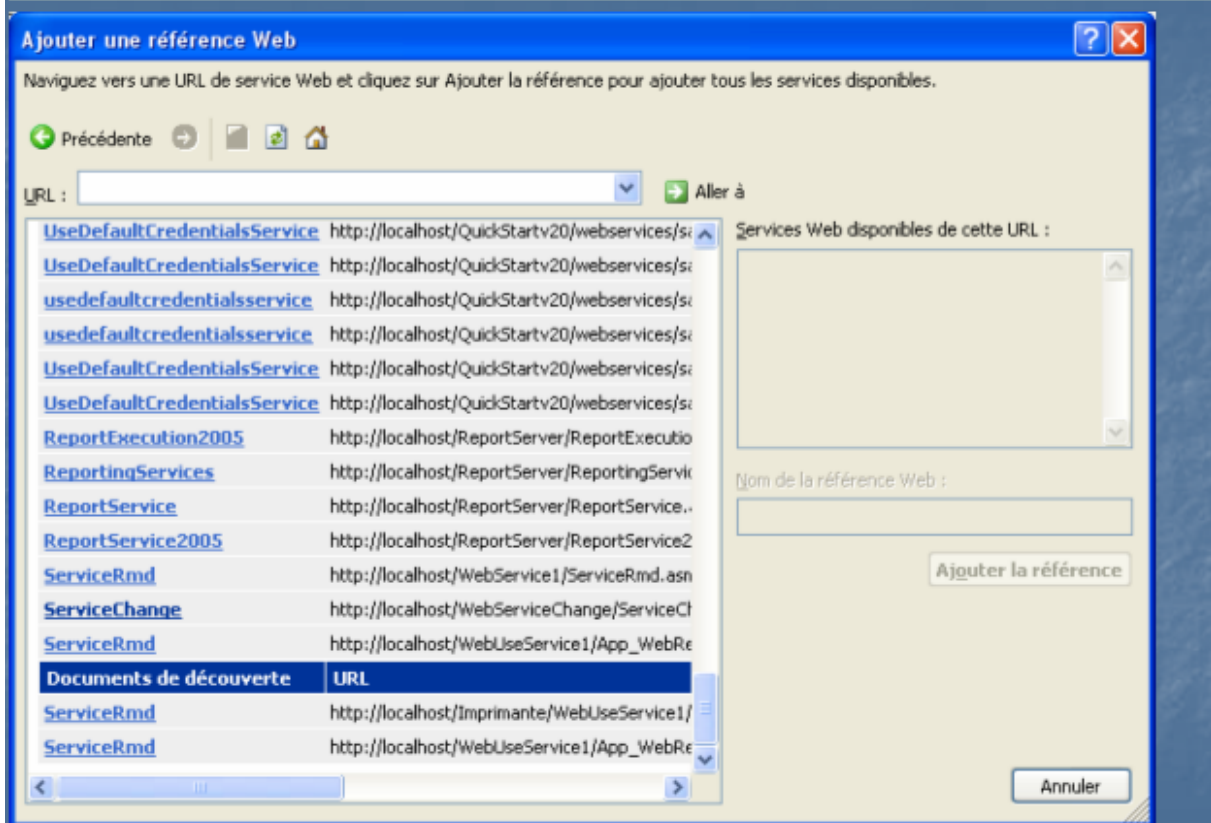 Ajouter une référence Web
Naviguez vers une URL de service Web et cliquez sur Ajouter la référence pour ajouter tous les services disponibles.
Précédente
URL :
Aller à
UseDefaultCredentialsService http://localhost/QuickStartv20/webservices/sa
UseDefaultCredentialsService http://localhost/QuickStartv20/webservices/sa
usedefaultcredentialsservice http://localhost/QuickStartv20/webservices/sa
usedefaultcredentialsservice http://localhost/QuickStartv20/webservices/sa
UseDefaultCredentialsService http://localhost/QuickStartv20/webservices/sa
UseDefaultCredentialsService http://localhost/QuickStartv20/webservices/sa
ReportExecution2005 http://localhost/ReportServer/ReportExecutio
ReportingServices http://localhost/ReportServer/ReportingServic
ReportService http://localhost/ReportServer/ReportService.
ReportService2005 http://localhost/ReportServer/ReportService2
ServiceRmd http://localhost/WebService1/ServiceRmd.asm
ServiceChange http://localhost/WebServiceChange/ServiceCh
ServiceRmd http://localhost/WebUseService1/App_WebRe
Documents de découverte URL
ServiceRmd http://localhost/Imprimante/WebUseService1/
ServiceRmd http://localhost/WebUseService1/App_WebRe
Services Web disponibles de cette URL :
Nom de la référence Web :
Ajouter la référence
Annuler